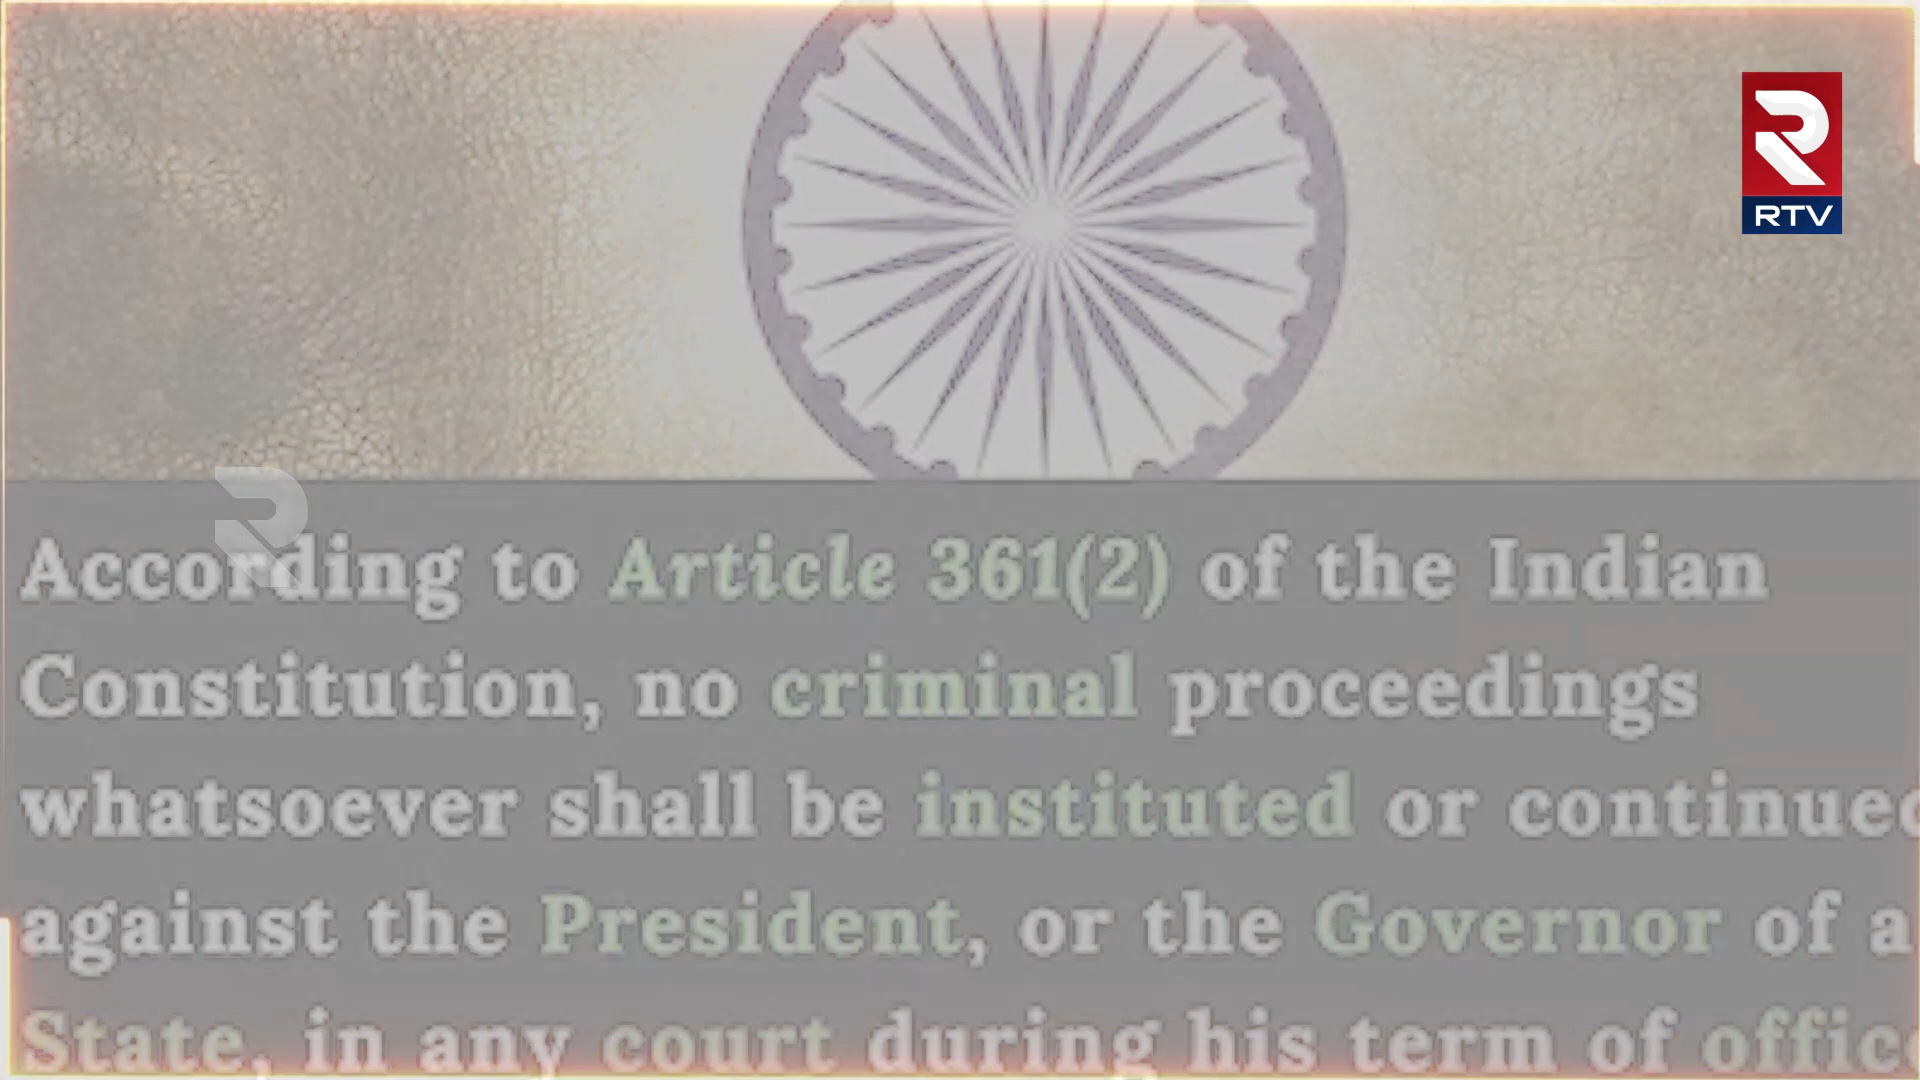 RTV
According to Article 361(2) of the Indian
Constitution, no criminal proceedings
whatsoever shall be instituted or continued
against the President, or the Governor of a
State, in any court during his term of office